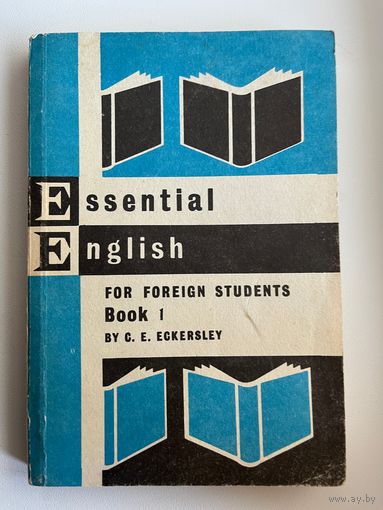 Essential
English
FOR FOREIGN STUDENTS
Book 1
BY C. E. ECKERSLEY
www.ay.by